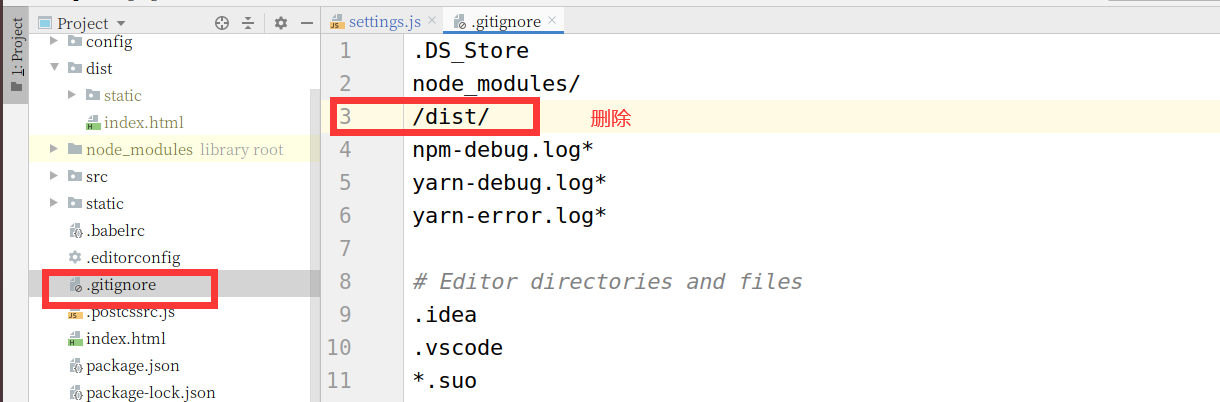 1: Project
Project
config
dist
static
index.html
node_modules library root
src
static
.babelrc
.editorconfig
.gitignore
.postcssrc.js
index.html
package.json
package-lock.json
settings.js
.gitignore
1 .DS_Store
2 node_modules/
3 /dist/ 删除
4 npm-debug.log*
5 yarn-debug.log*
6 yarn-error.log*
7
8 # Editor directories and files
9 .idea
10 .vscode
11 *.suo